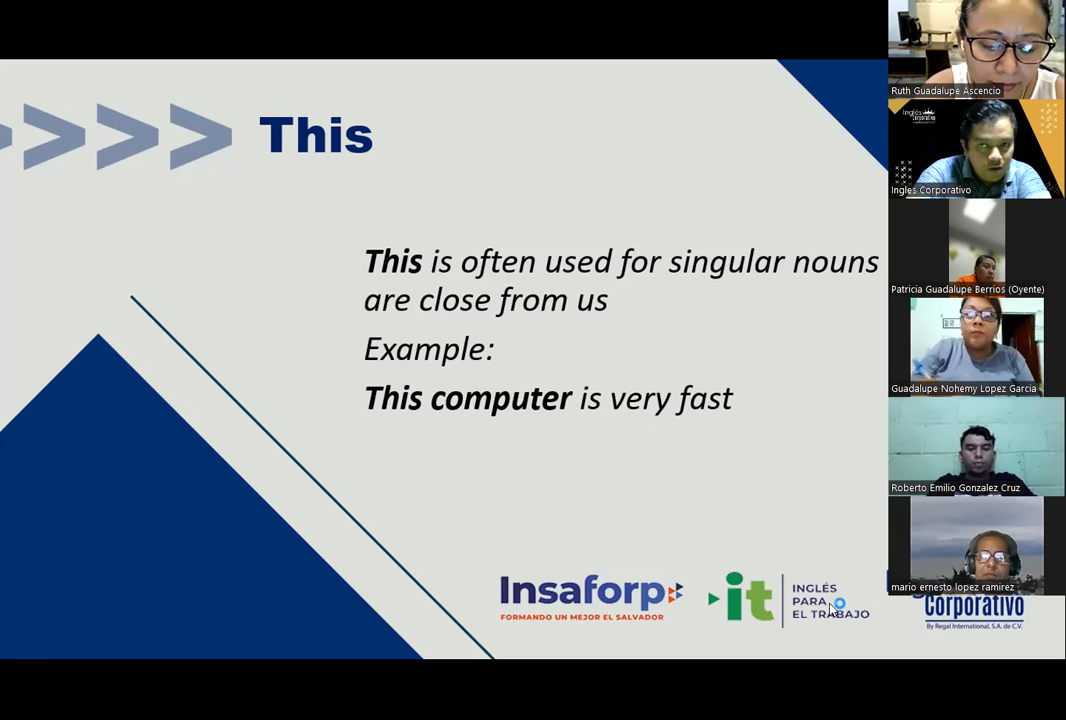 This
This is often used for singular nouns
are close from us
Example:
This computer is very fast
Insaforp
FORMANDO UN MEJOR EL SALVADOR
it
INGLÉS
PARA
EL TRABAJO
Corporativo
By Regal International, S.A. de C.V.
Ruth Guadalupe Ascencio
Inglés
Corporativo
Ingles Corporativo
Patricia Guadalupe Berrios (Oyente)
Guadalupe Nohemy Lopez Garcia
Roberto Emilio Gonzalez Cruz
mario ernesto lopez ramirez